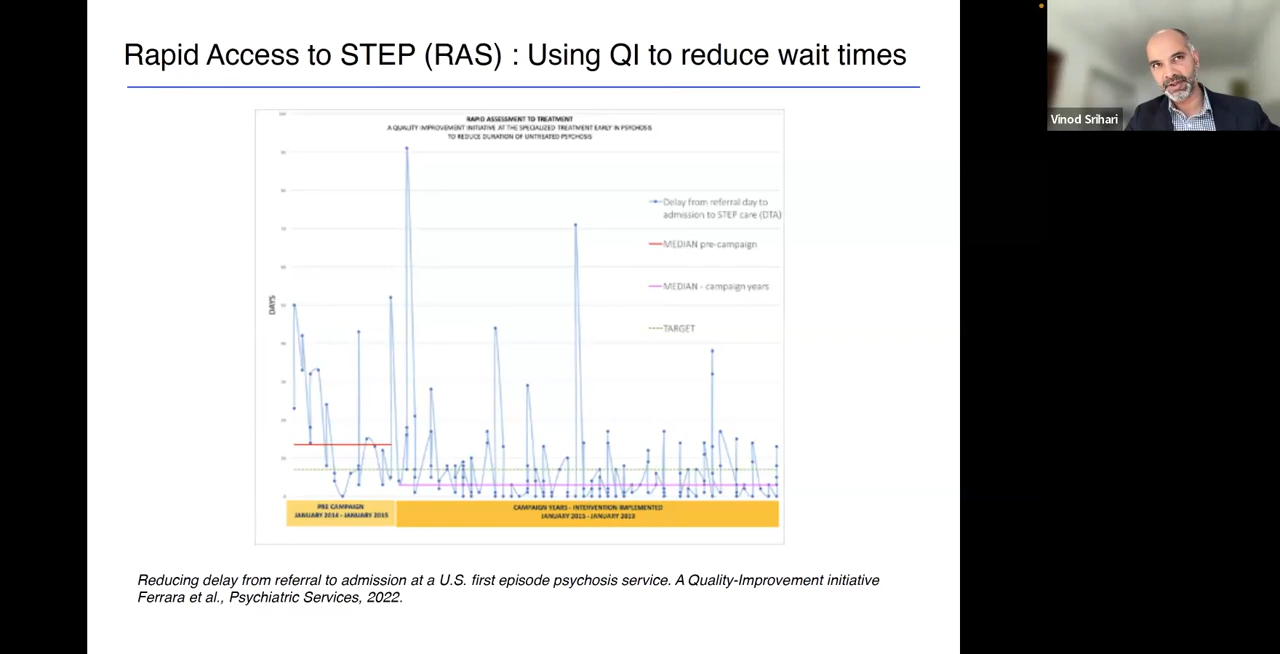 Rapid Access to STEP (RAS) : Using QI to reduce wait times
Vinod Srihari
RAPID ASSESSMENT TO TREATMENT
A QUALITY IMPROVEMENT INITIATIVE AT THE SPECIALIZED TREATMENT EARLY IN PSYCHOSIS
TO REDUCE DURATION OF UNTREATED PSYCHOSIS
DAYS
Delay from referral day to
admission to STEP care (DTA)
MEDIAN pre-campaign
MEDIAN - campaign years
TARGET
PRE CAMPAIGN
JANUARY 2014 - JANUARY 2015
CAMPAIGN YEARS - INTERVENTION IMPLEMENTED
JANUARY 2015 - JANUARY
Reducing delay from referral to admission at a U.S. first episode psychosis service. A Quality-Improvement initiative
Ferrara et al., Psychiatric Services, 2022.